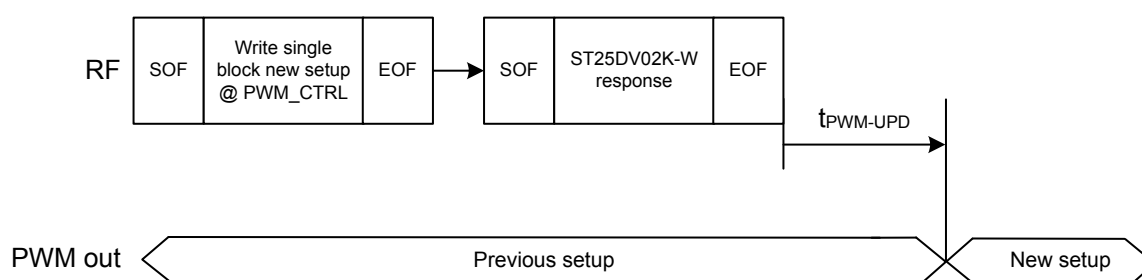 RF
SOF
Write single
block new setup
@ PWM_CTRL
EOF
SOF
ST25DV02K-W
response
EOF
tPWM-UPD
PWM out
Previous setup
New setup